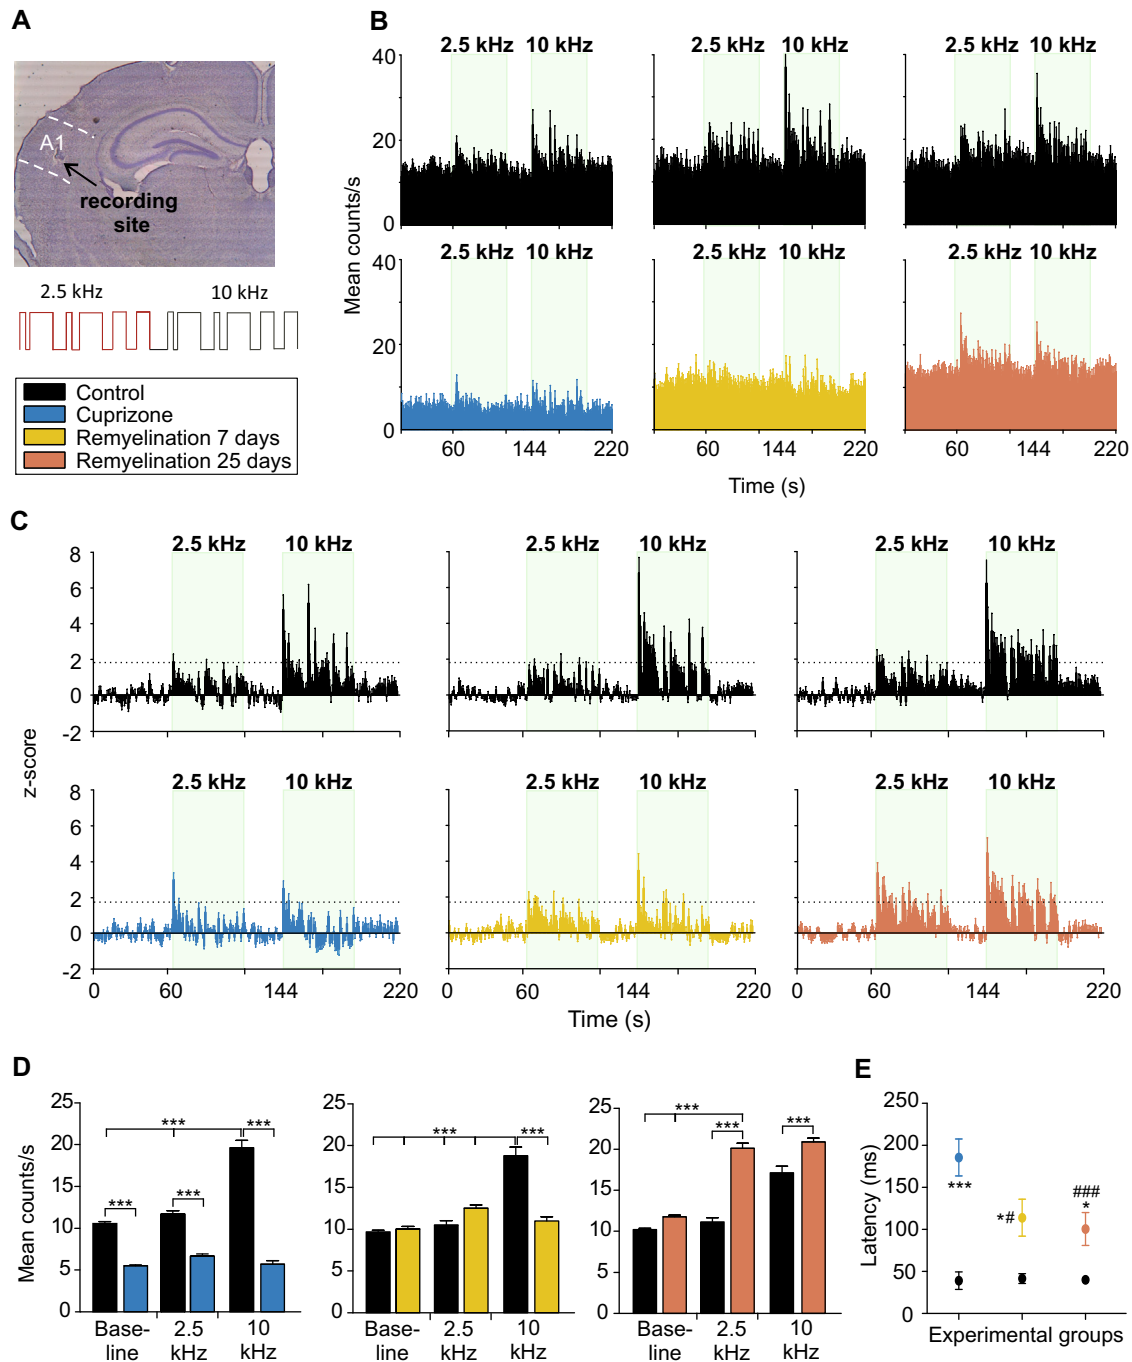 A
A1
recording
site
2.5 kHz 10 kHz
Control
Cuprizone
Remyelination 7 days
Remyelination 25 days
B
2.5 kHz 10 kHz 2.5 kHz 10 kHz 2.5 kHz 10 kHz
40
20
0
Mean counts/s
2.5 kHz 10 kHz 2.5 kHz 10 kHz 2.5 kHz 10 kHz
40
20
0
60 144 220 60 144 220 60 144 220
Time (s)
C
2.5 kHz 10 kHz 2.5 kHz 10 kHz 2.5 kHz 10 kHz
8
6
4
2
0
-2
z-score
2.5 kHz 10 kHz 2.5 kHz 10 kHz 2.5 kHz 10 kHz
8
6
4
2
0
-2
0 60 144 220 0 60 144 220 0 60 144 220
Time (s)
D
Mean counts/s
25
20
15
10
5
0
*** ***
*** ***
Base-line 2.5 kHz 10 kHz
25
20
15
10
5
0
*** ***
Base-line 2.5 kHz 10 kHz
25
20
15
10
5
0
***
*** ***
Base-line 2.5 kHz 10 kHz
E
Latency (ms)
250
200
150
100
50
0
***
*#
###
*
Experimental groups